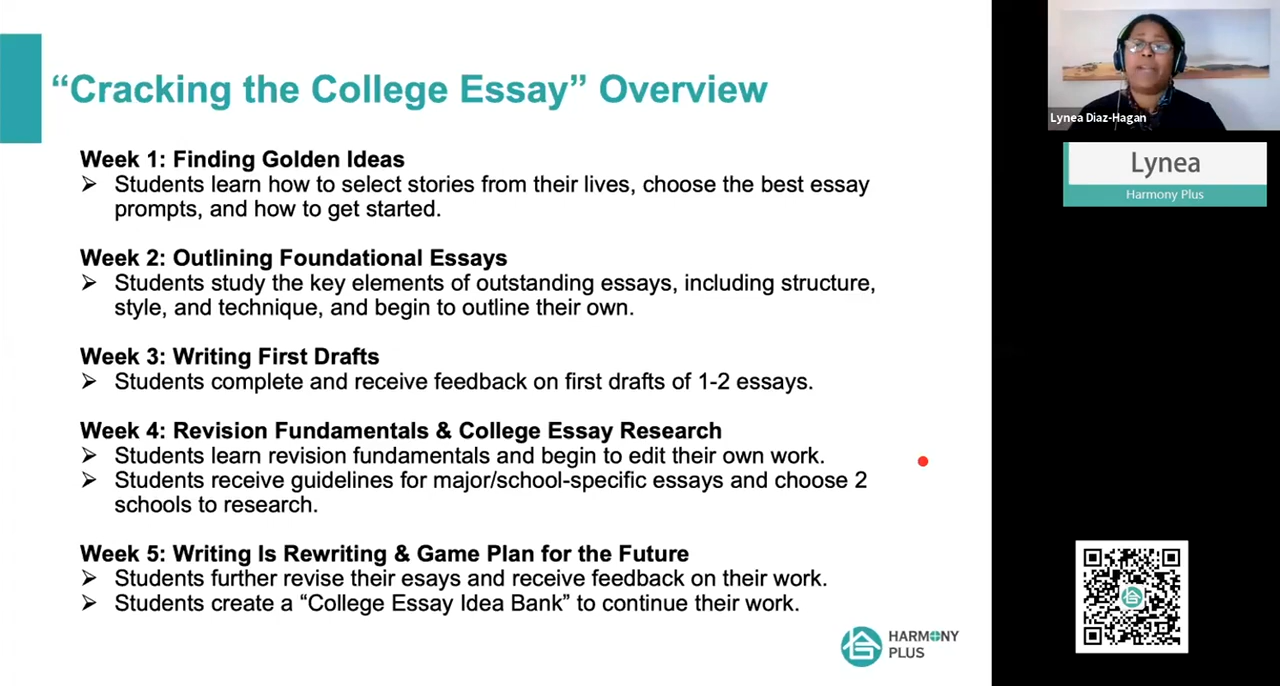 “Cracking the College Essay” Overview
Week 1: Finding Golden Ideas
➢ Students learn how to select stories from their lives, choose the best essay
prompts, and how to get started.
Week 2: Outlining Foundational Essays
➢ Students study the key elements of outstanding essays, including structure,
style, and technique, and begin to outline their own.
Week 3: Writing First Drafts
➢ Students complete and receive feedback on first drafts of 1-2 essays.
Week 4: Revision Fundamentals & College Essay Research
➢ Students learn revision fundamentals and begin to edit their own work.
➢ Students receive guidelines for major/school-specific essays and choose 2
schools to research.
Week 5: Writing Is Rewriting & Game Plan for the Future
➢ Students further revise their esays and receive feedback on their work.
➢ Students create a “College Essay Idea Bank” to continue their work.
HARMONY
PLUS
Lynea Diaz-Hagan
Lynea
Harmony Plus